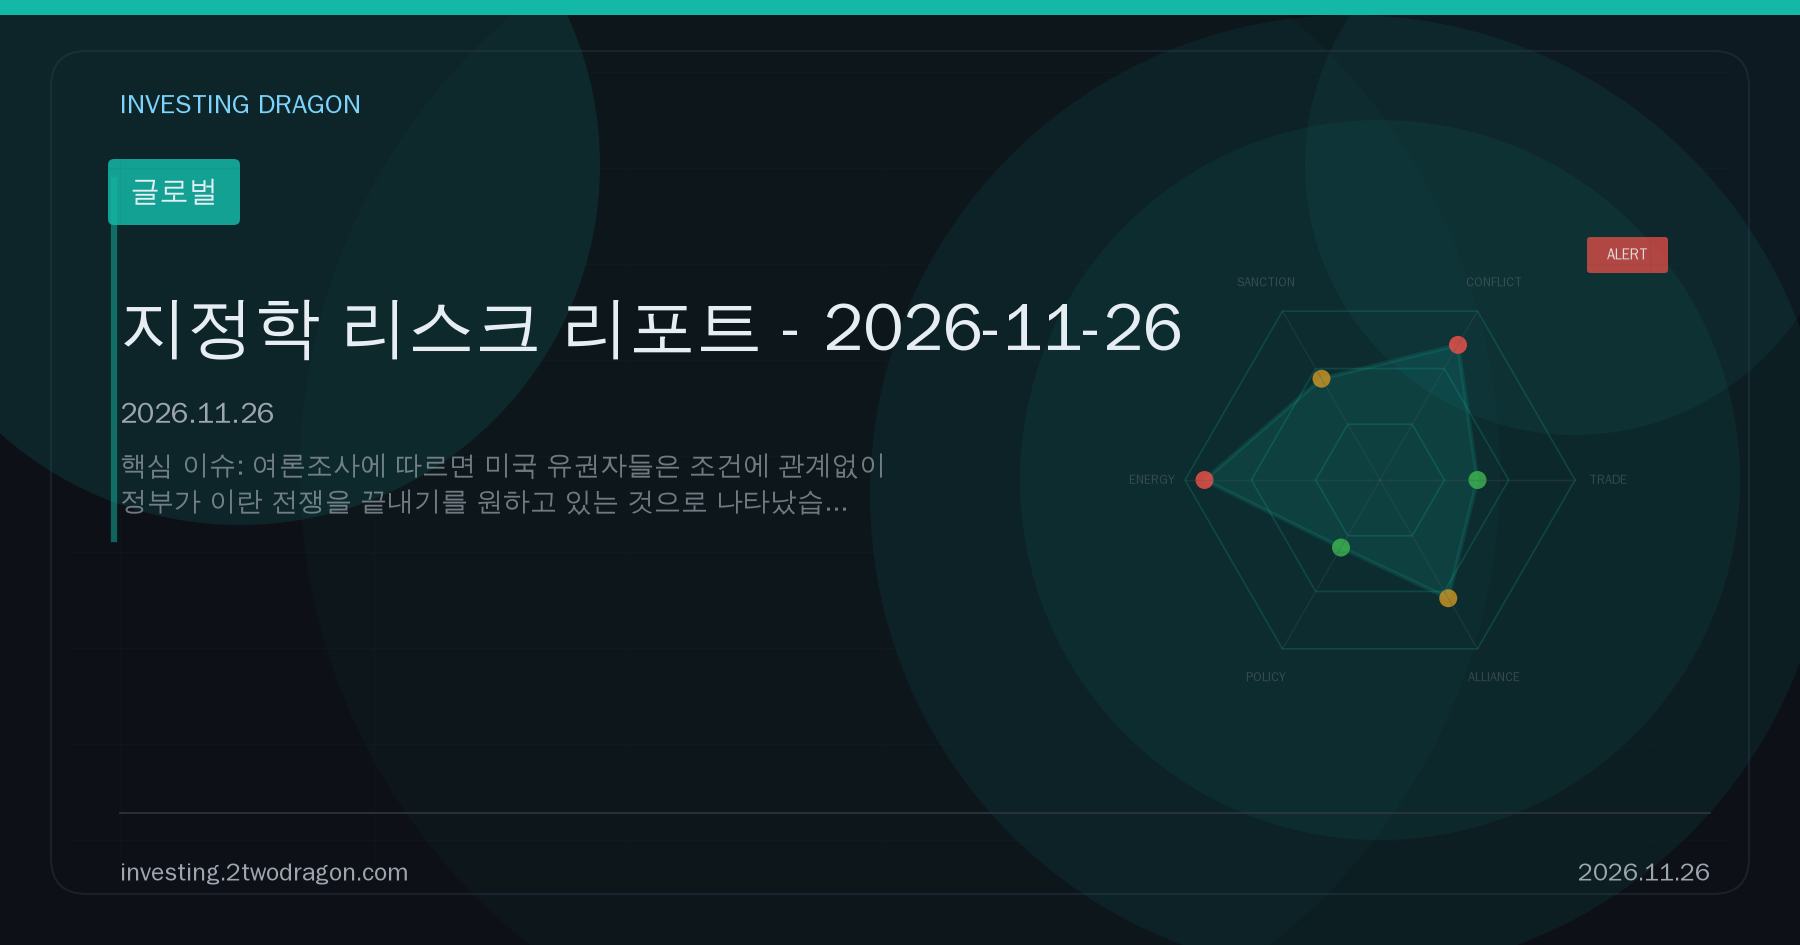 INVESTING DRAGON
글로벌
지정학 리스크 리포트 - 2026-11-26
2026.11.26
핵심 이슈: 여론조사에 따르면 미국 유권자들은 조건에 관계없이
정부가 이란 전쟁을 끝내기를 원하고 있는 것으로 나타났습...
ALERT
SANCTION
CONFLICT
ENERGY
TRADE
POLICY
ALLIANCE
investing.2twodragon.com
2026.11.26